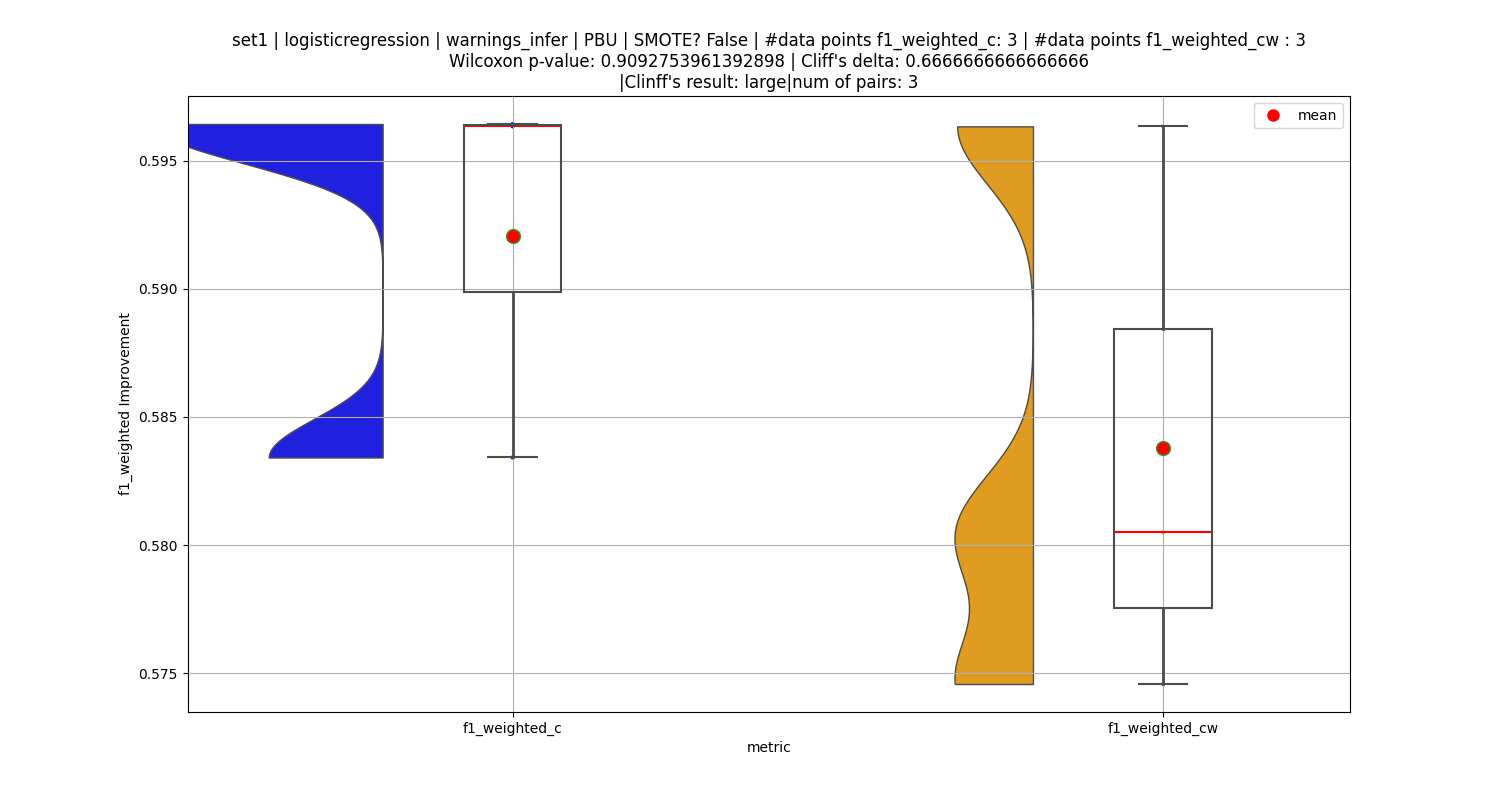 set1 | logisticregression | warnings_infer | PBU | SMOTE? False | #data points f1_weighted_c: 3 | #data points f1_weighted_cw : 3
Wilcoxon p-value: 0.9092753961392898 | Cliff's delta: 0.6666666666666666
|Clinff's result: large|num of pairs: 3
mean
0.595
0.590
0.585
0.580
0.575
f1_weighted Improvement
f1_weighted_c
f1_weighted_cw
metric